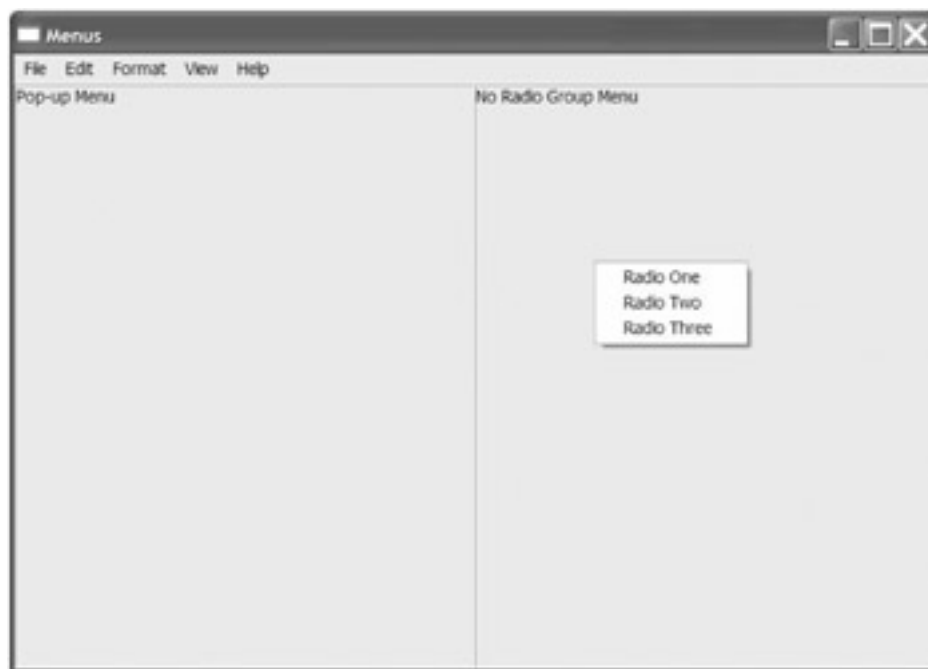 Menus
File Edit Format View Help
Pop-up Menu
No Radio Group Menu
Radio One
Radio Two
Radio Three